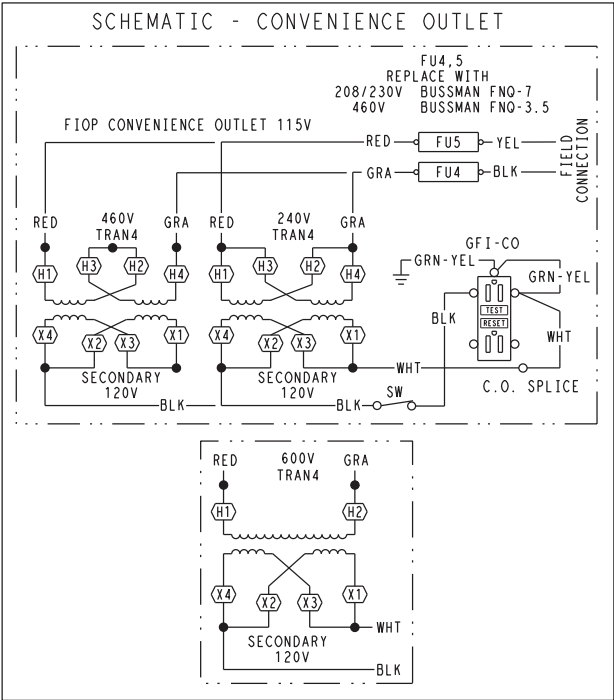 SCHEMATIC - CONVENIENCE OUTLET
FU4,5
REPLACE WITH
208/230V BUSSMAN FNQ-7
460V BUSSMAN FNQ-3.5
FIOP CONVENIENCE OUTLET 115V
RED FU5 YEL
GRA FU4 BLK
FIELD
CONNECTION
RED 460V GRA RED 240V GRA
TRAN4 TRAN4
H1 H3 H2 H4 H1 H3 H2 H4
GFI-CO
GRN-YEL
GRN-YEL
TEST
RESET
BLK
WHT
X4 X2 X3 X1 X4 X2 X3 X1
WHT
SECONDARY SECONDARY
120V 120V
C.O. SPLICE
SW
BLK BLK
RED 600V GRA
TRAN4
H1 H2
X4 X2 X3 X1
WHT
SECONDARY
120V
BLK